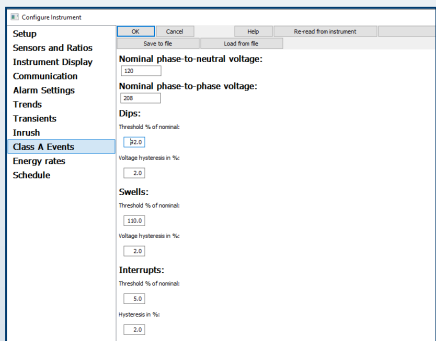 Configure Instrument
Setup
Sensors and Ratios
Instrument Display
Communication
Alarm Settings
Trends
Transients
Inrush
Class A Events
Energy rates
Schedule
OK Cancel Help Re-read from instrument
Save to file Load from file
Nominal phase-to-neutral voltage:
120
Nominal phase-to-phase voltage:
208
Dips:
Threshold % of nominal:
Voltage hysteresis in %:
2.0
Swells:
Threshold % of nominal:
110.0
Voltage hysteresis in %:
2.0
Interrupts:
Threshold % of nominal:
5.0
Hysteresis in %:
2.0